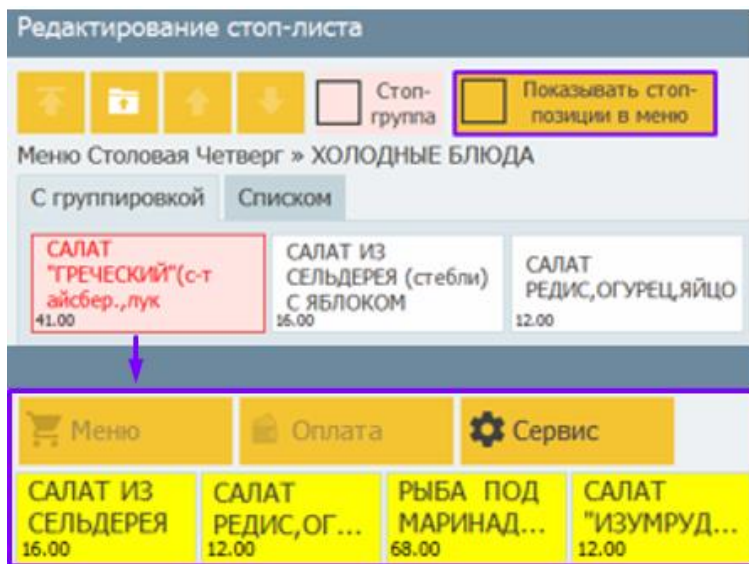 Редактирование стоп-листа
Стоп-
группа
Показывать стоп-
позиции в меню
Меню Столовая Четверг » ХОЛОДНЫЕ БЛЮДА
С группировкой
Списком
САЛАТ
"ГРЕЧЕСКИЙ"(с-т
айсбер.,лук
41.00
САЛАТ ИЗ
СЕЛЬДЕРЕЯ (стебли)
С ЯБЛОКОМ
16.00
САЛАТ
РЕДИС,ОГУРЕЦ,ЯЙЦО
12.00
Меню
Оплата
Сервис
САЛАТ ИЗ
СЕЛЬДЕРЕЯ
16.00
САЛАТ
РЕДИС,ОГ...
12.00
РЫБА ПОД
МАРИНАД...
68.00
САЛАТ
"ИЗУМРУД...
12.00